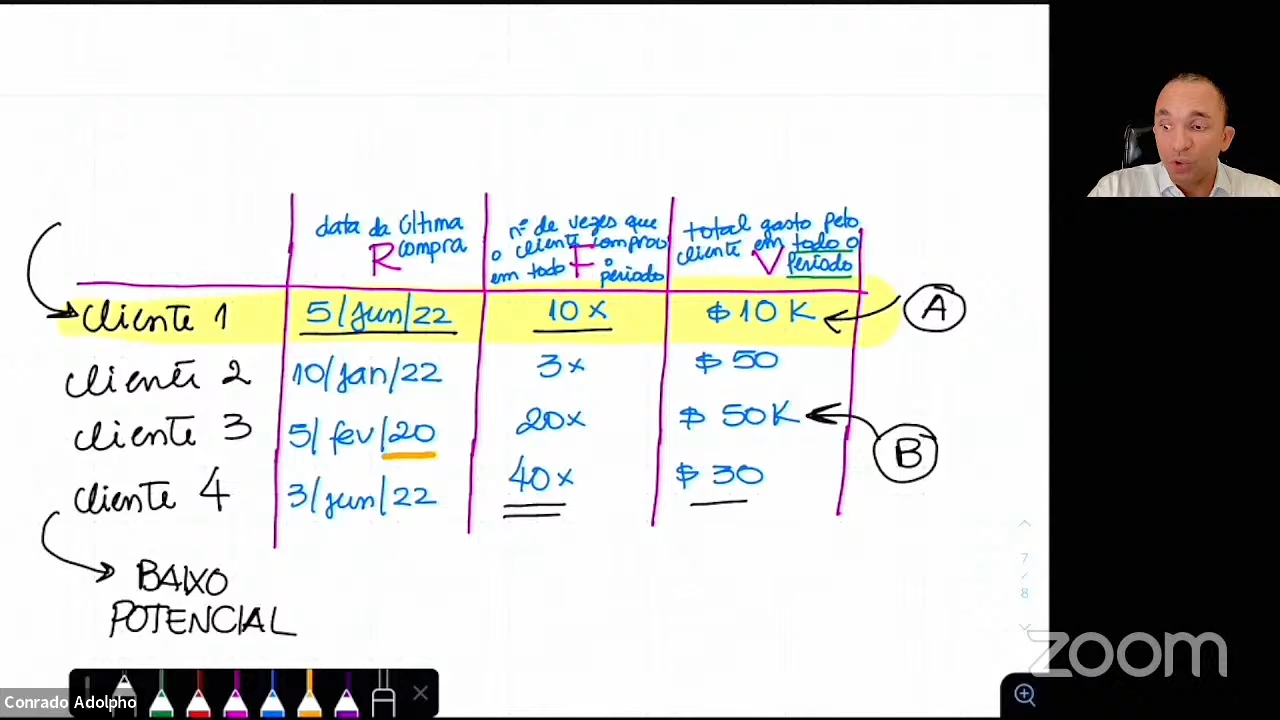 data da última
R compra
nº de vezes que
o cliente comprou
em todo F o período
total gasto pelo
cliente em todo o
V período
cliente 1 5/jun/22 10x $10K A
cliente 2 10/jan/22 3x $50
cliente 3 5/fev/20 20x $50K B
cliente 4 3/jun/22 40x $30
BAIXO
POTENCIAL
7
/
8
zoom
Conrado Adolpho